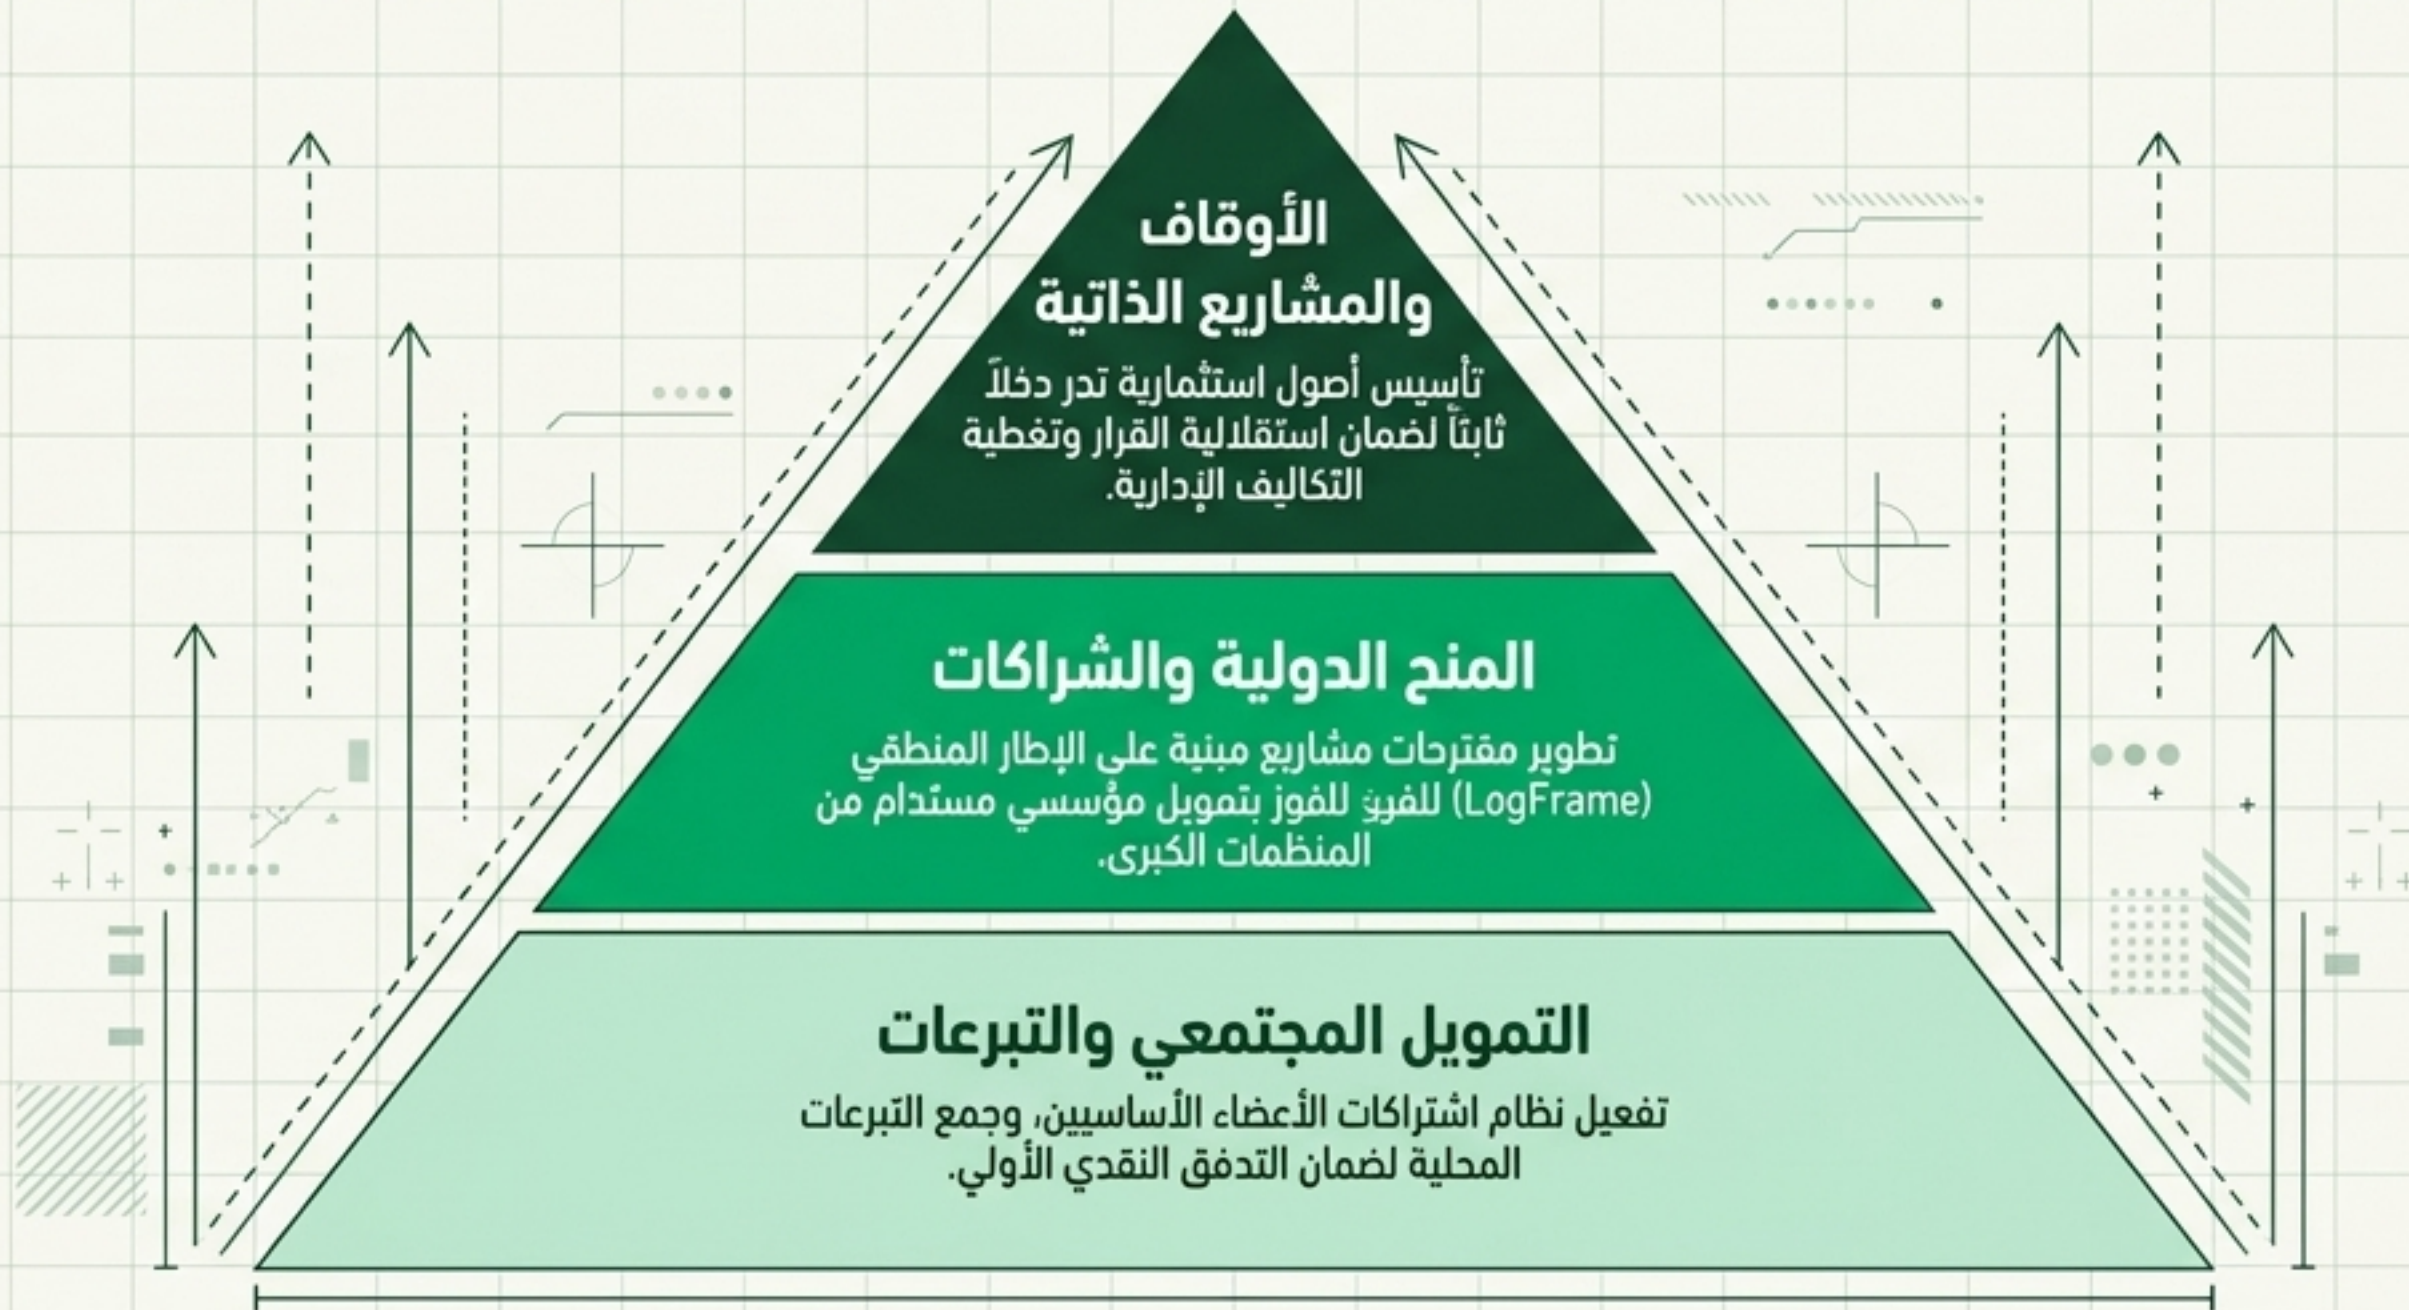 الأوقاف
والمشاريع الذاتية
تأسيس أصول استثمارية تدر دخلاً
ثابتاً لضمان استقلالية القرار وتغطية
التكاليف الإدارية.
المنح الدولية والشراكات
تطوير مقترحات مشاريع مبنية على الإطار المنطقي
(LogFrame) للفوز بتمويل مؤسسي مستدام من
المنظمات الكبرى.
التمويل المجتمعي والتبرعات
تفعيل نظام اشتراكات الأعضاء الأساسيين، وجمع التبرعات
المحلية لضمان التدفق النقدي الأولي.